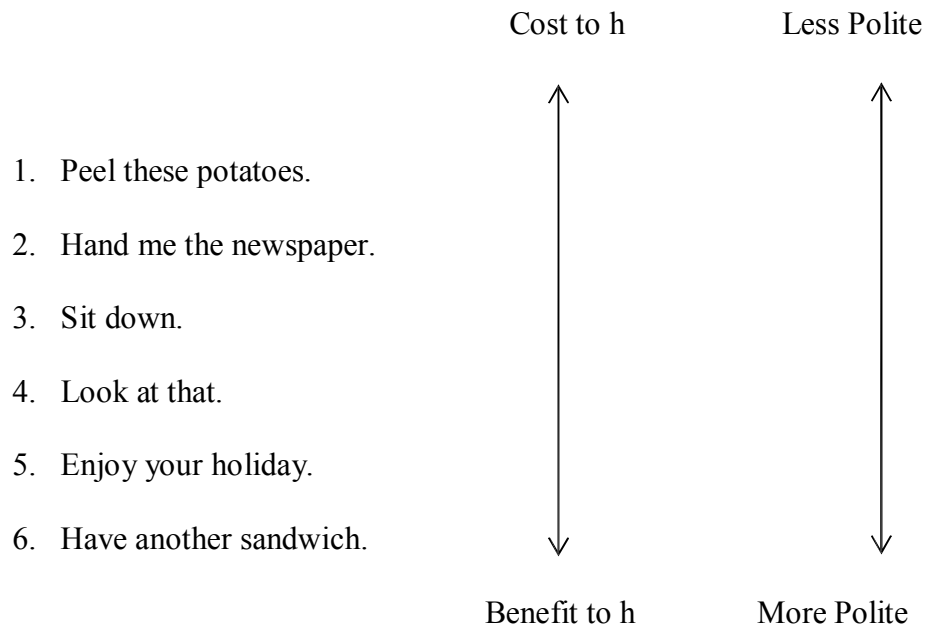 Cost to h Less Polite
1. Peel these potatoes.
2. Hand me the newspaper.
3. Sit down.
4. Look at that.
5. Enjoy your holiday.
6. Have another sandwich.
Benefit to h More Polite